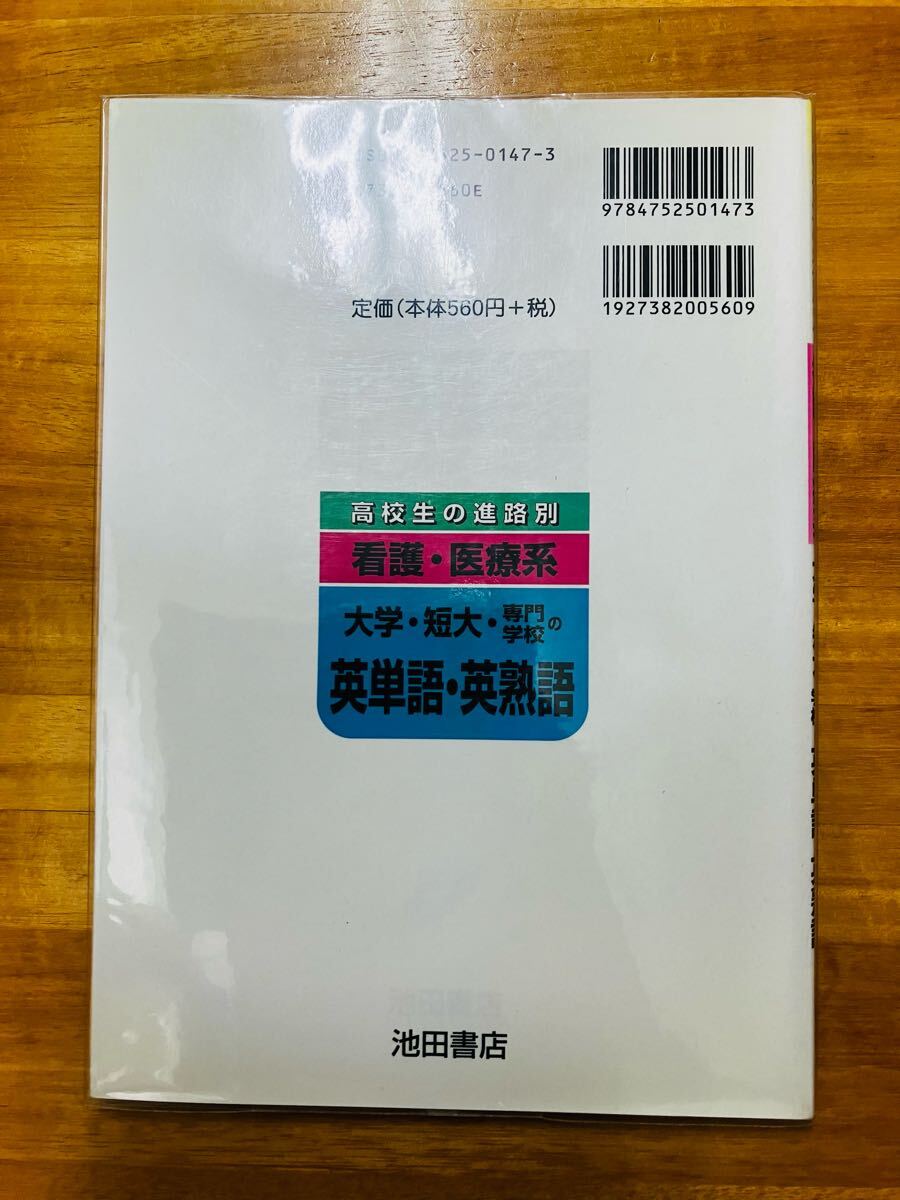 25-0147-3
9784752501473
60E
1927382005609
定価(本体560円+税)
高校生の進路別
看護・医療系
大学・短大・専門学校の
英単語・英熟語
池田書店